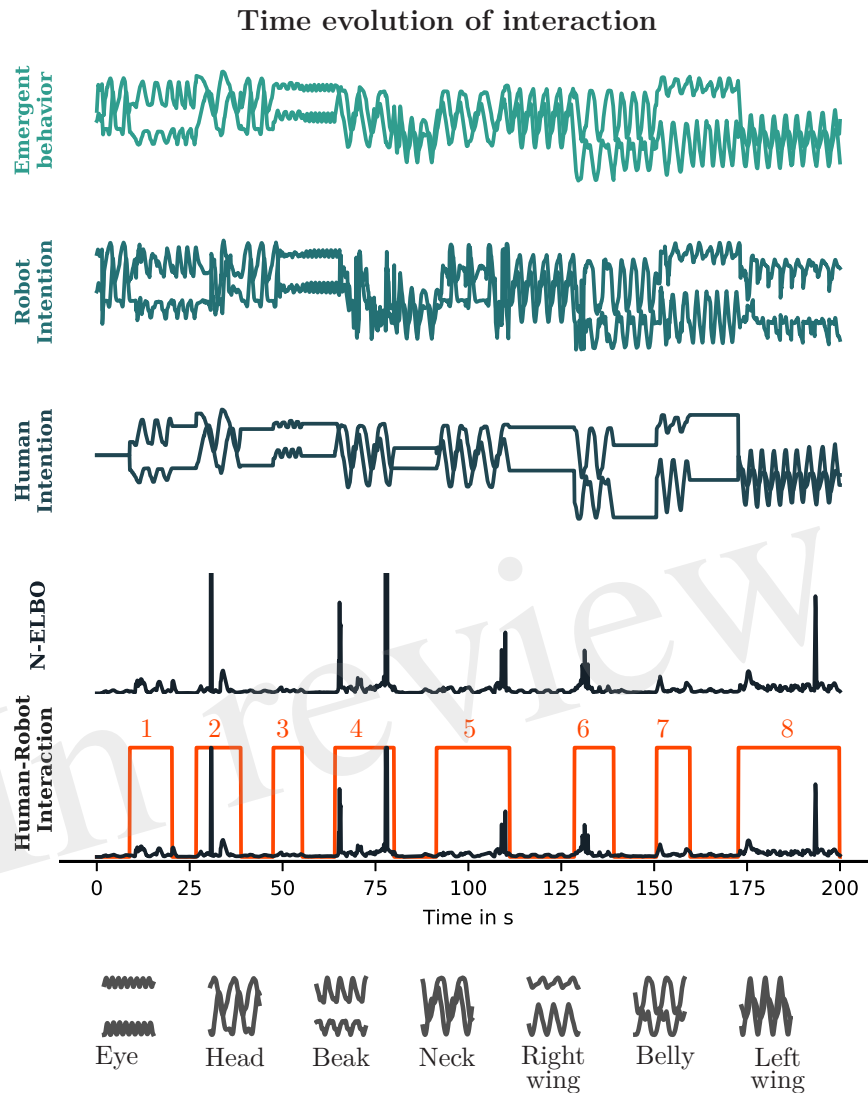 Time evolution of interaction
Emergent
behavior
Robot
Intention
Human
Intention
N-ELBO
Human-Robot
Interaction
1 2 3 4 5 6 7 8
0 25 50 75 100 125 150 175 200
Time in s
Eye Head Beak Neck Right Belly Left
wing wing
In review